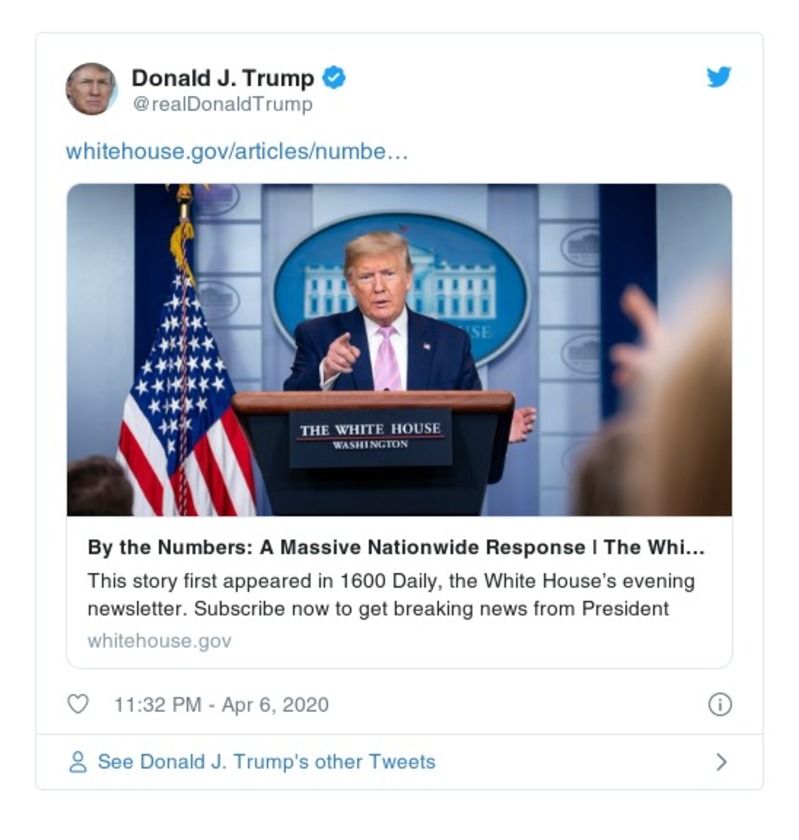 Donald J. Trump
@realDonaldTrump
whitehouse.gov/articles/numbe…
USE
THE WHITE HOUSE
WASHINGTON
By the Numbers: A Massive Nationwide Response | The Whi...
This story first appeared in 1600 Daily, the White House’s evening
newsletter. Subscribe now to get breaking news from President
whitehouse.gov
11:32 PM - Apr 6, 2020
See Donald J. Trump's other Tweets